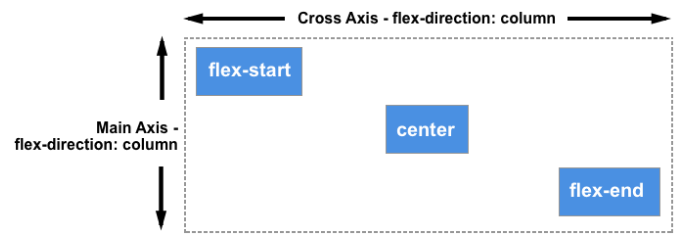 Cross Axis - flex-direction: column
flex-start
Main Axis -
flex-direction: column
center
flex-end